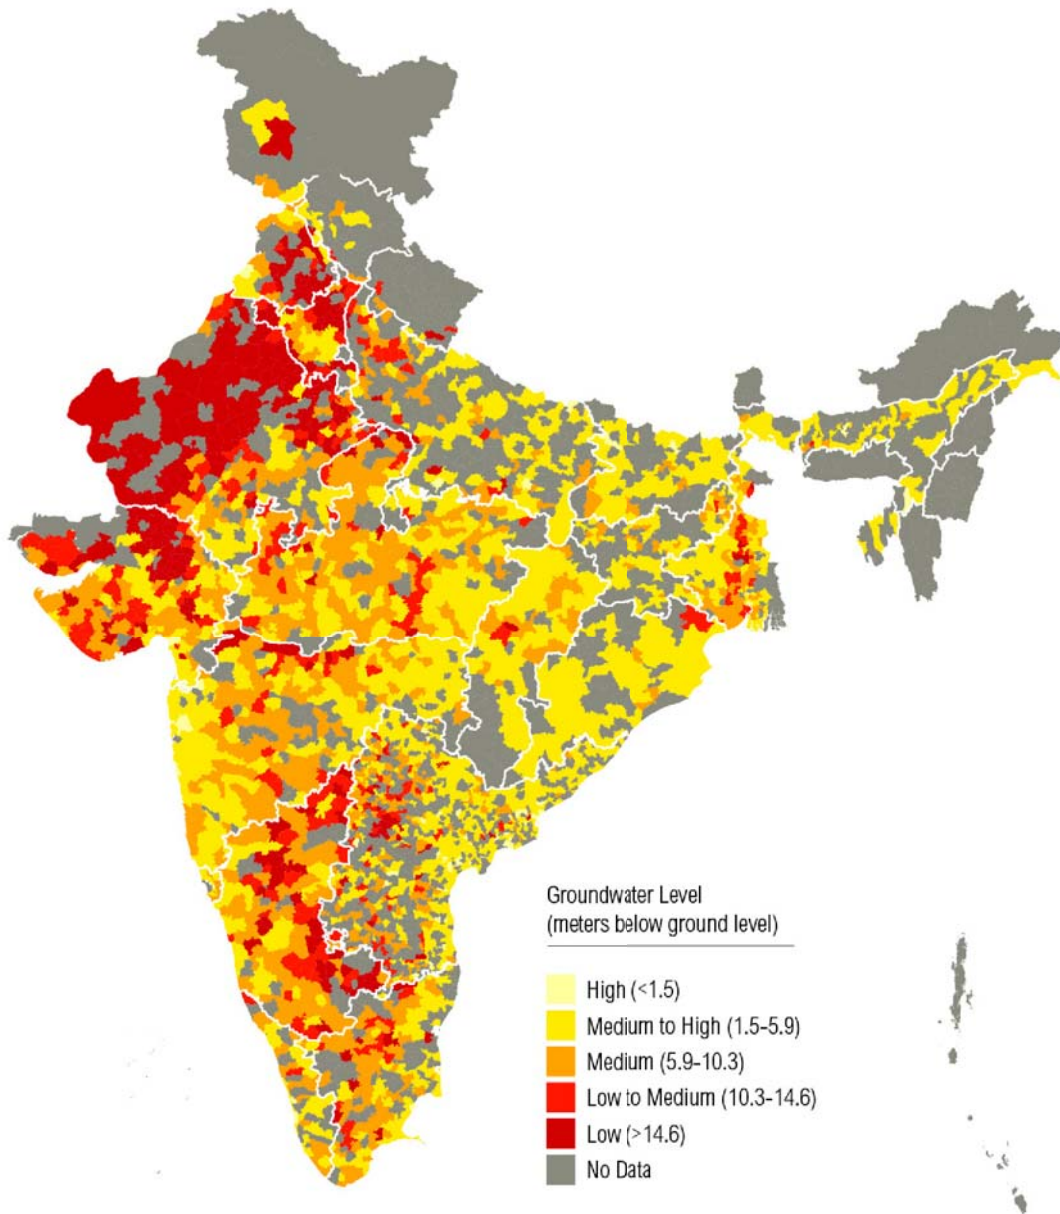 Groundwater Level
(meters below ground level)
High (<1.5)
Medium to High (1.5–5.9)
Medium (5.9–10.3)
Low to Medium (10.3–14.6)
Low (>14.6)
No Data